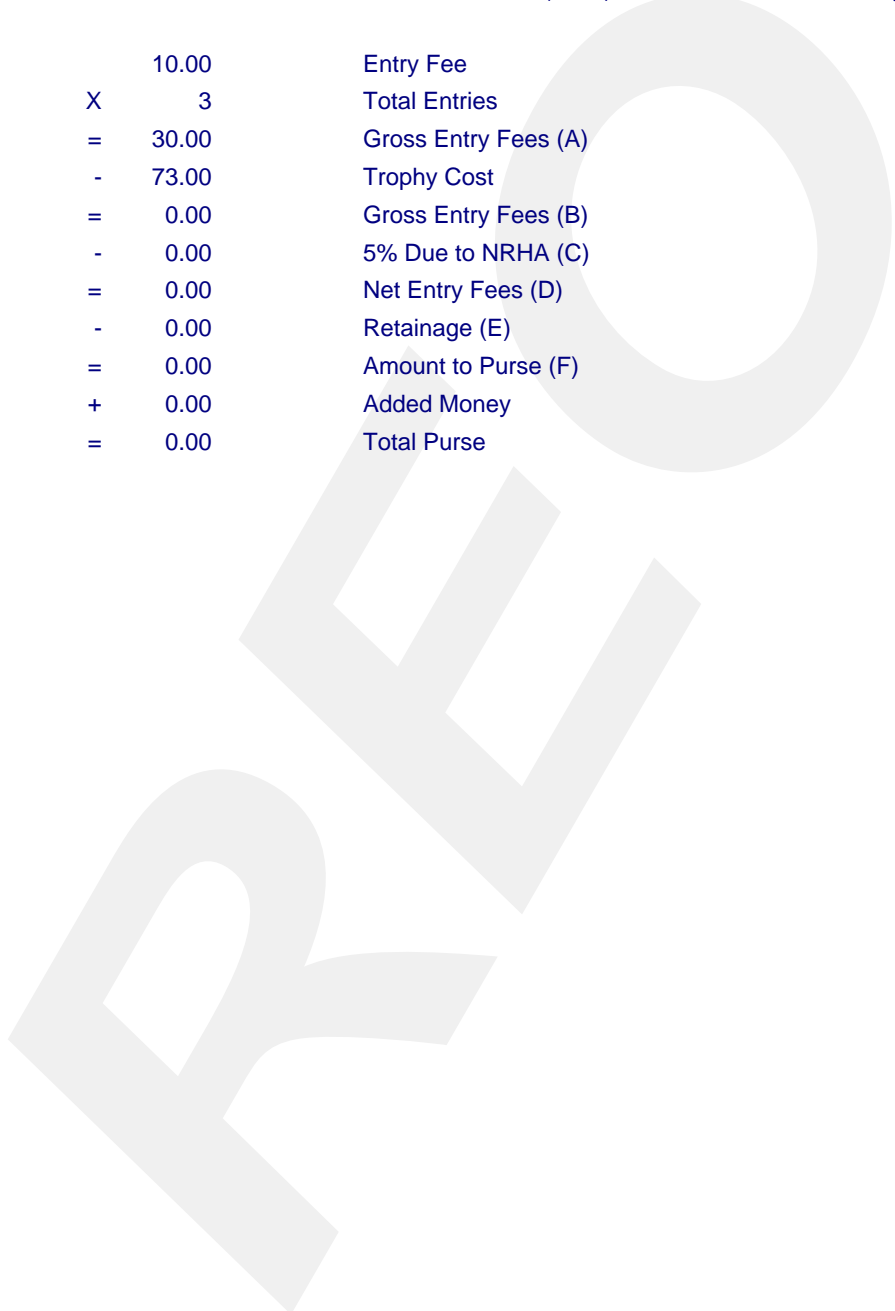 10.00 Entry Fee
X 3 Total Entries
= 30.00 Gross Entry Fees (A)
- 73.00 Trophy Cost
= 0.00 Gross Entry Fees (B)
- 0.00 5% Due to NRHA (C)
= 0.00 Net Entry Fees (D)
- 0.00 Retainage (E)
= 0.00 Amount to Purse (F)
+ 0.00 Added Money
= 0.00 Total Purse
REO